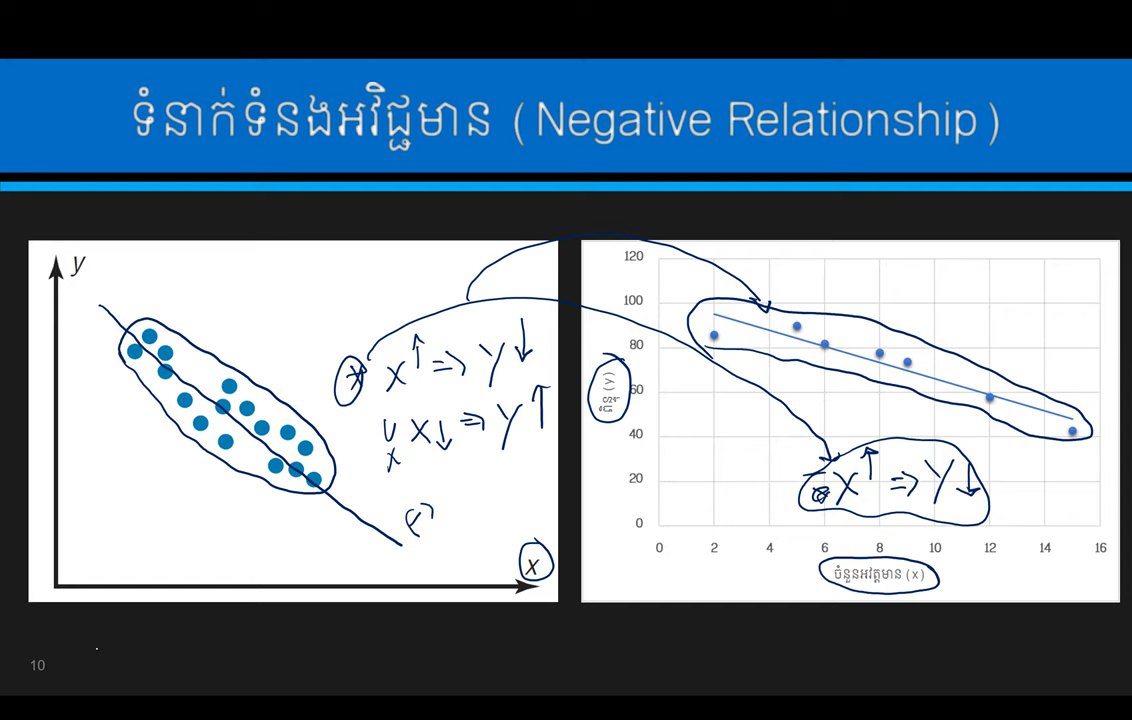 ទំនាក់ទំនងអវិជ្ជមាន ( Negative Relationship )
y
X↑ => Y↓
X↓ => Y↑
x
120
100
80
60
40
20
0
(y)
X↑ => Y↓
0 2 4 6 8 10 12 14 16
ចំនួនអវត្តមាន (x)
10